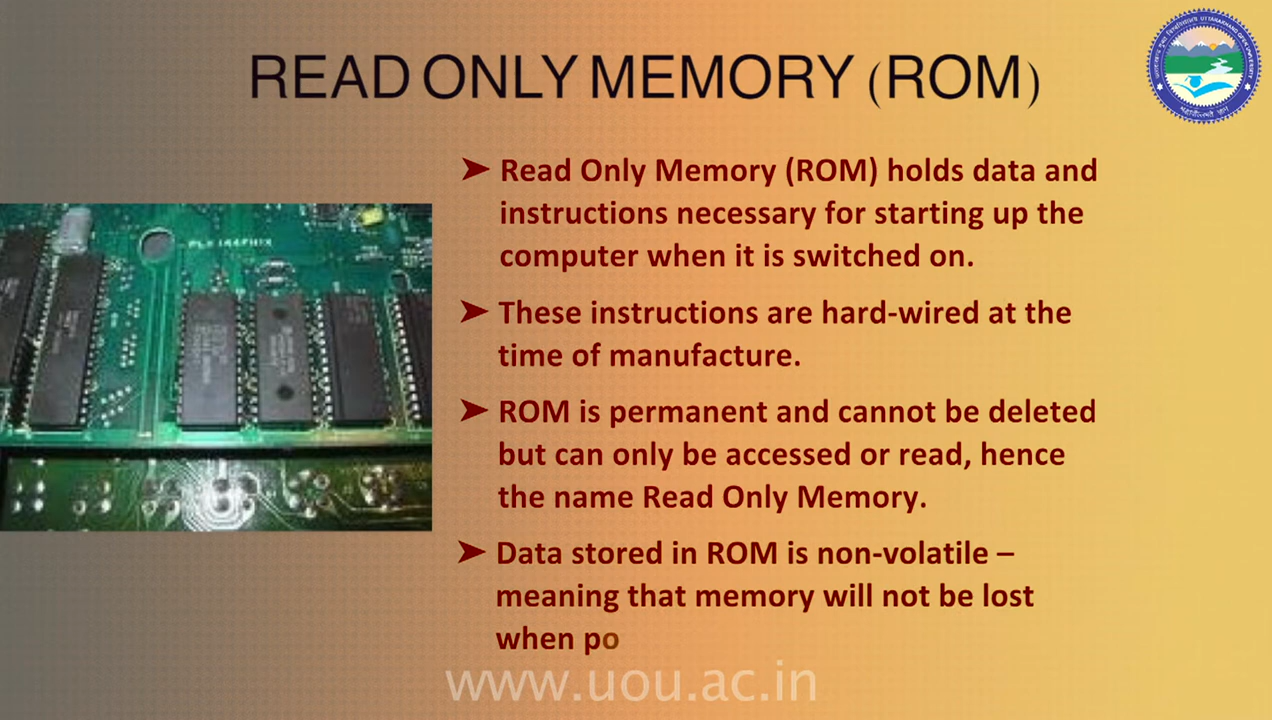 READ ONLY MEMORY (ROM)
➤ Read Only Memory (ROM) holds data and
instructions necessary for starting up the
computer when it is switched on.
➤ These instructions are hard-wired at the
time of manufacture.
➤ ROM is permanent and cannot be deleted
but can only be accessed or read, hence
the name Read Only Memory.
➤ Data stored in ROM is non-volatile –
meaning that memory will not be lost
when po
www.uou.ac.in
UTTARAKHAND OPEN UNIVERSITY